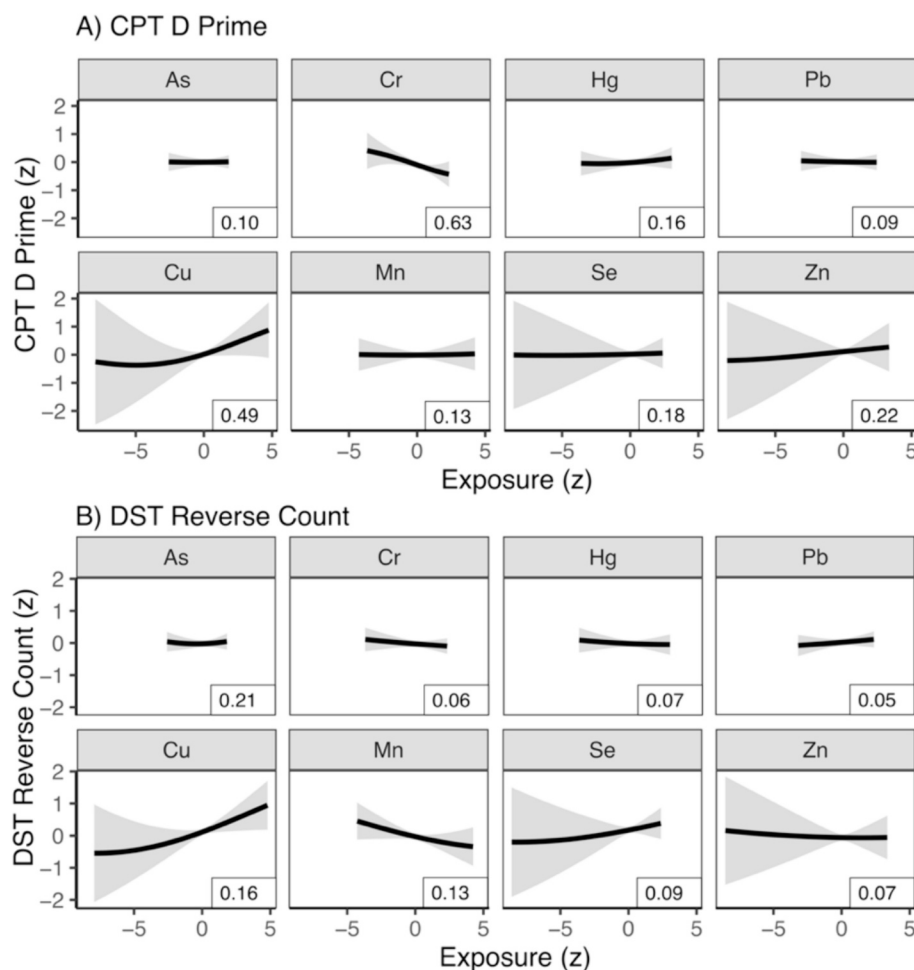 A) CPT D Prime
As Cr Hg Pb
2
1
0
−1
−2
0.10 0.63 0.16 0.09
Cu Mn Se Zn
2
1
0
−1
−2
0.49 0.13 0.18 0.22
CPT D Prime (z)
−5 0 5 −5 0 5 −5 0 5 −5 0 5
Exposure (z)
B) DST Reverse Count
As Cr Hg Pb
2
1
0
−1
−2
0.21 0.06 0.07 0.05
Cu Mn Se Zn
2
1
0
−1
−2
0.16 0.13 0.09 0.07
DST Reverse Count (z)
−5 0 5 −5 0 5 −5 0 5 −5 0 5
Exposure (z)